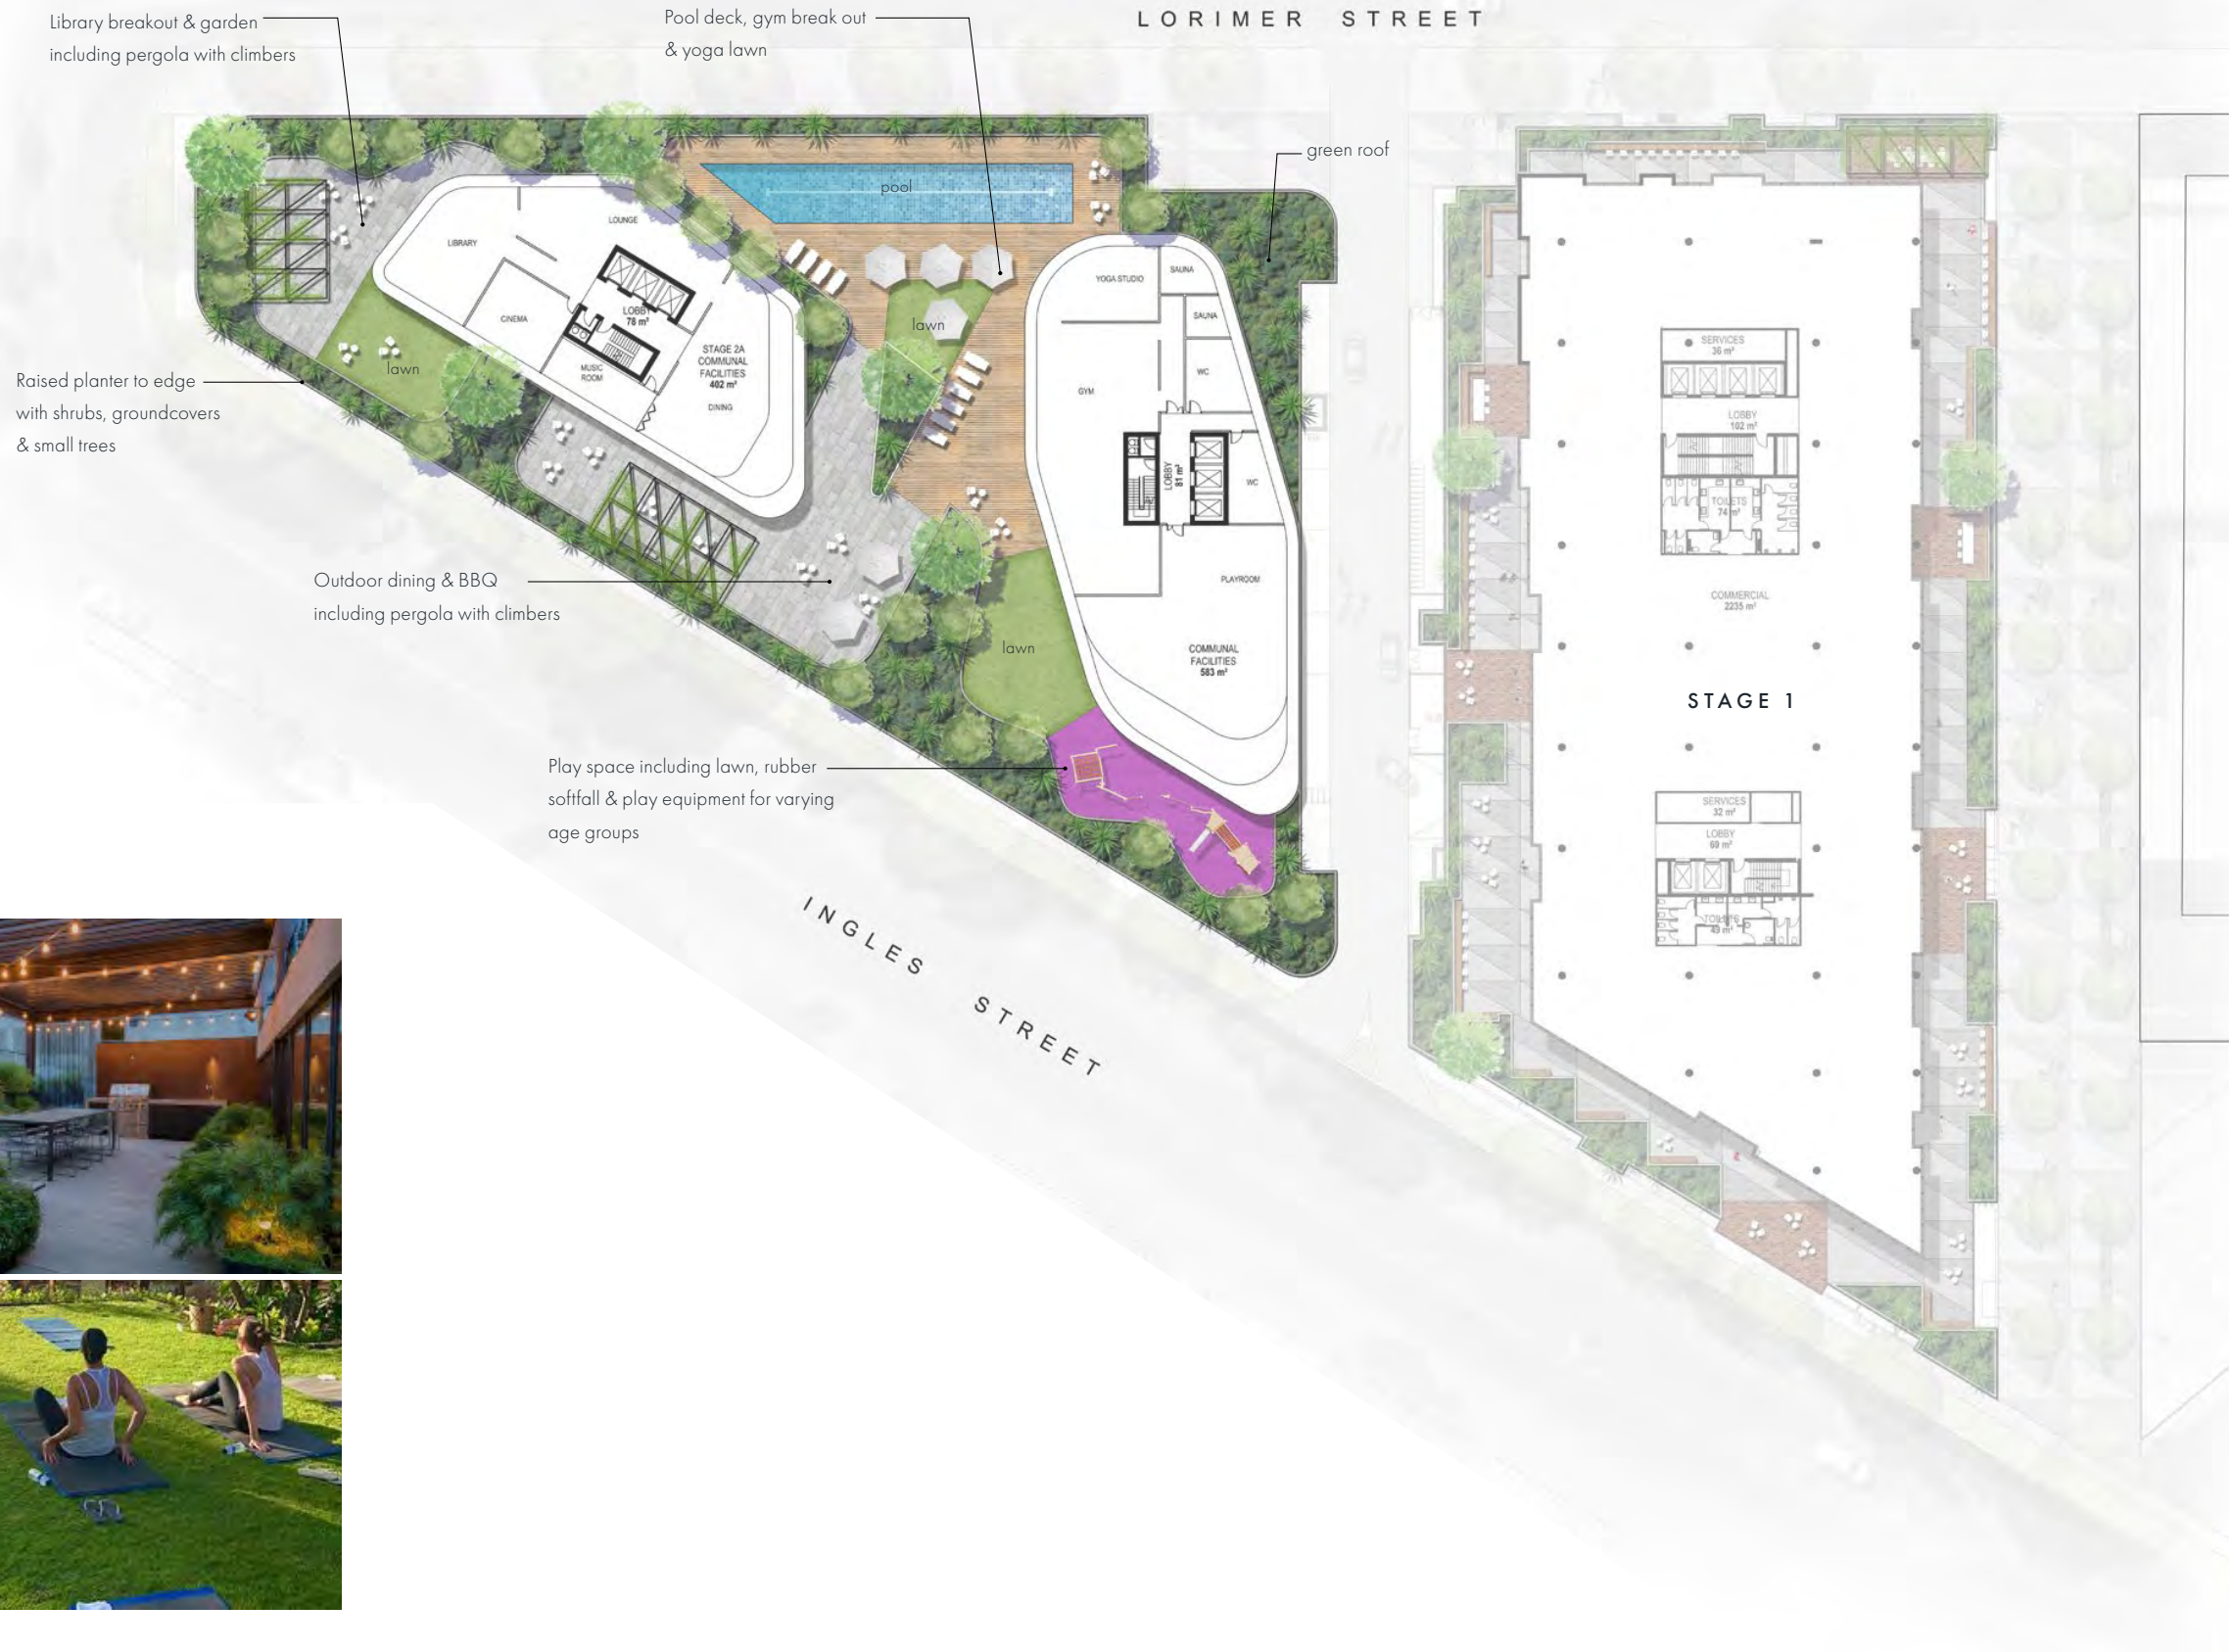 LORIMER STREET
Library breakout & garden
including pergola with climbers
Pool deck, gym break out
& yoga lawn
green roof
pool
LOUNGE
LIBRARY
CINEMA
LOBBY
78 m²
MUSIC
ROOM
STAGE 2A
COMMUNAL
FACILITIES
402 m²
DINING
lawn
lawn
YOGA STUDIO
SAUNA
SAUNA
WC
GYM
LOBBY
81 m²
WC
PLAYROOM
COMMUNAL
FACILITIES
583 m²
lawn
Raised planter to edge
with shrubs, groundcovers
& small trees
Outdoor dining & BBQ
including pergola with climbers
Play space including lawn, rubber
softfall & play equipment for varying
age groups
INGLES STREET
SERVICES
36 m²
LOBBY
102 m²
TOILETS
74 m²
COMMERCIAL
2235 m²
STAGE 1
SERVICES
32 m²
LOBBY
69 m²
TOILETS
49 m²